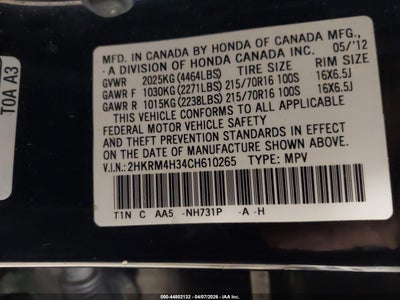 MFD. IN CANADA BY HONDA OF CANADA MFG.,
A DIVISION OF HONDA CANADA INC. 05/'12
GVWR 2025KG (4464LBS) TIRE SIZE RIM SIZE
GAWR F 1030KG (2271LBS) 215/70R16 100S 16X6.5J
GAWR R 1015KG (2238LBS) 215/70R16 100S 16X6.5J
THIS VEHICLE CONFORMS TO ALL APPLICABLE
FEDERAL MOTOR VEHICLE SAFETY, BUMPER,
AND THEFT PREVENTION STANDARDS IN EFFECT
ON THE DATE OF MANUFACTURE SHOWN ABOVE.
V.I.N.: 2HKRM4H34CH610265 TYPE: MPV
T1N C AA5 -NH731P -A -H
T0A A3
000-44802132 - 04/07/2026 - IAA Inc.